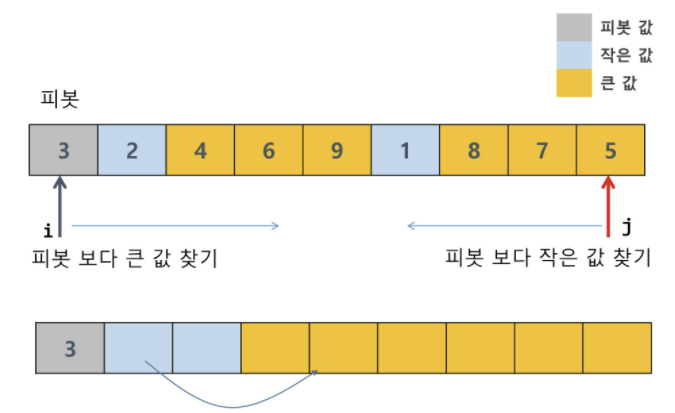 피봇 값
작은 값
큰 값
피봇
3 2 4 6 9 1 8 7 5
i j
피봇 보다 큰 값 찾기 피봇 보다 작은 값 찾기
3